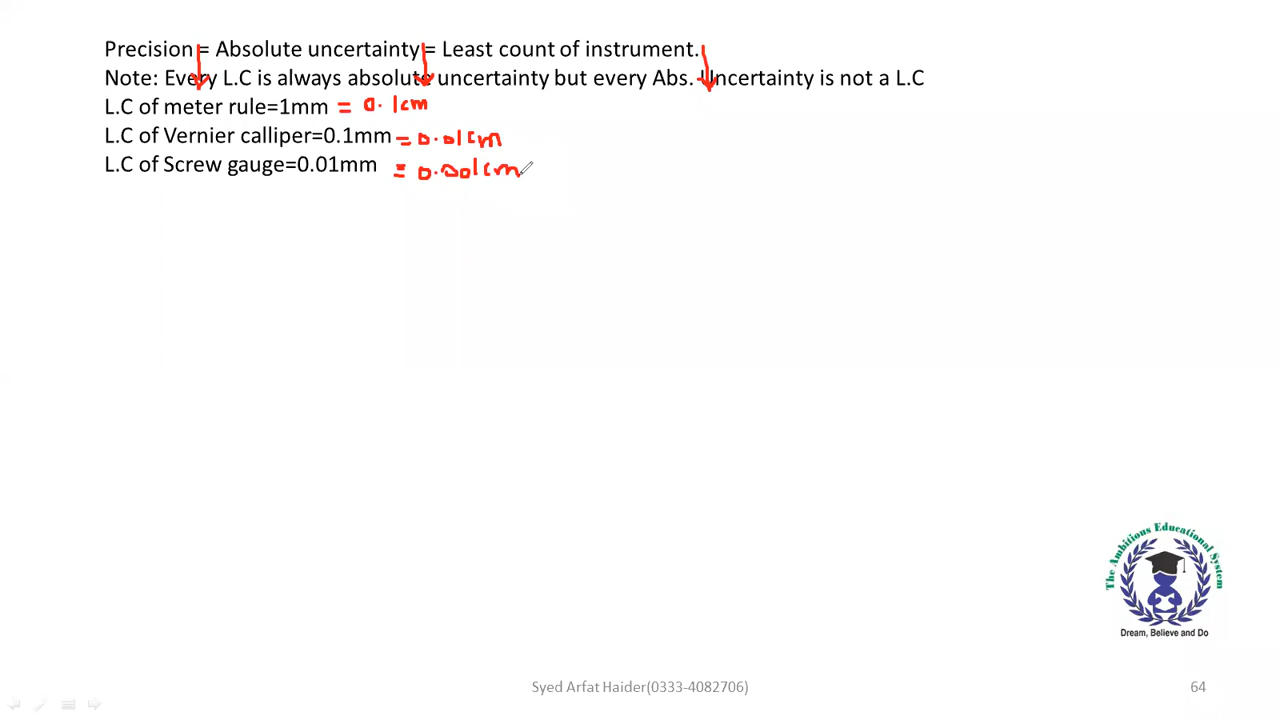 Precision = Absolute uncertainty = Least count of instrument.
Note: Every L.C is always absolute uncertainty but every Abs. Uncertainty is not a L.C
L.C of meter rule=1mm = 0.1cm
L.C of Vernier calliper=0.1mm = 0.01cm
L.C of Screw gauge=0.01mm = 0.001cm
The Ambitious Educational System
Dream, Believe and Do
Syed Arfat Haider(0333-4082706)
64